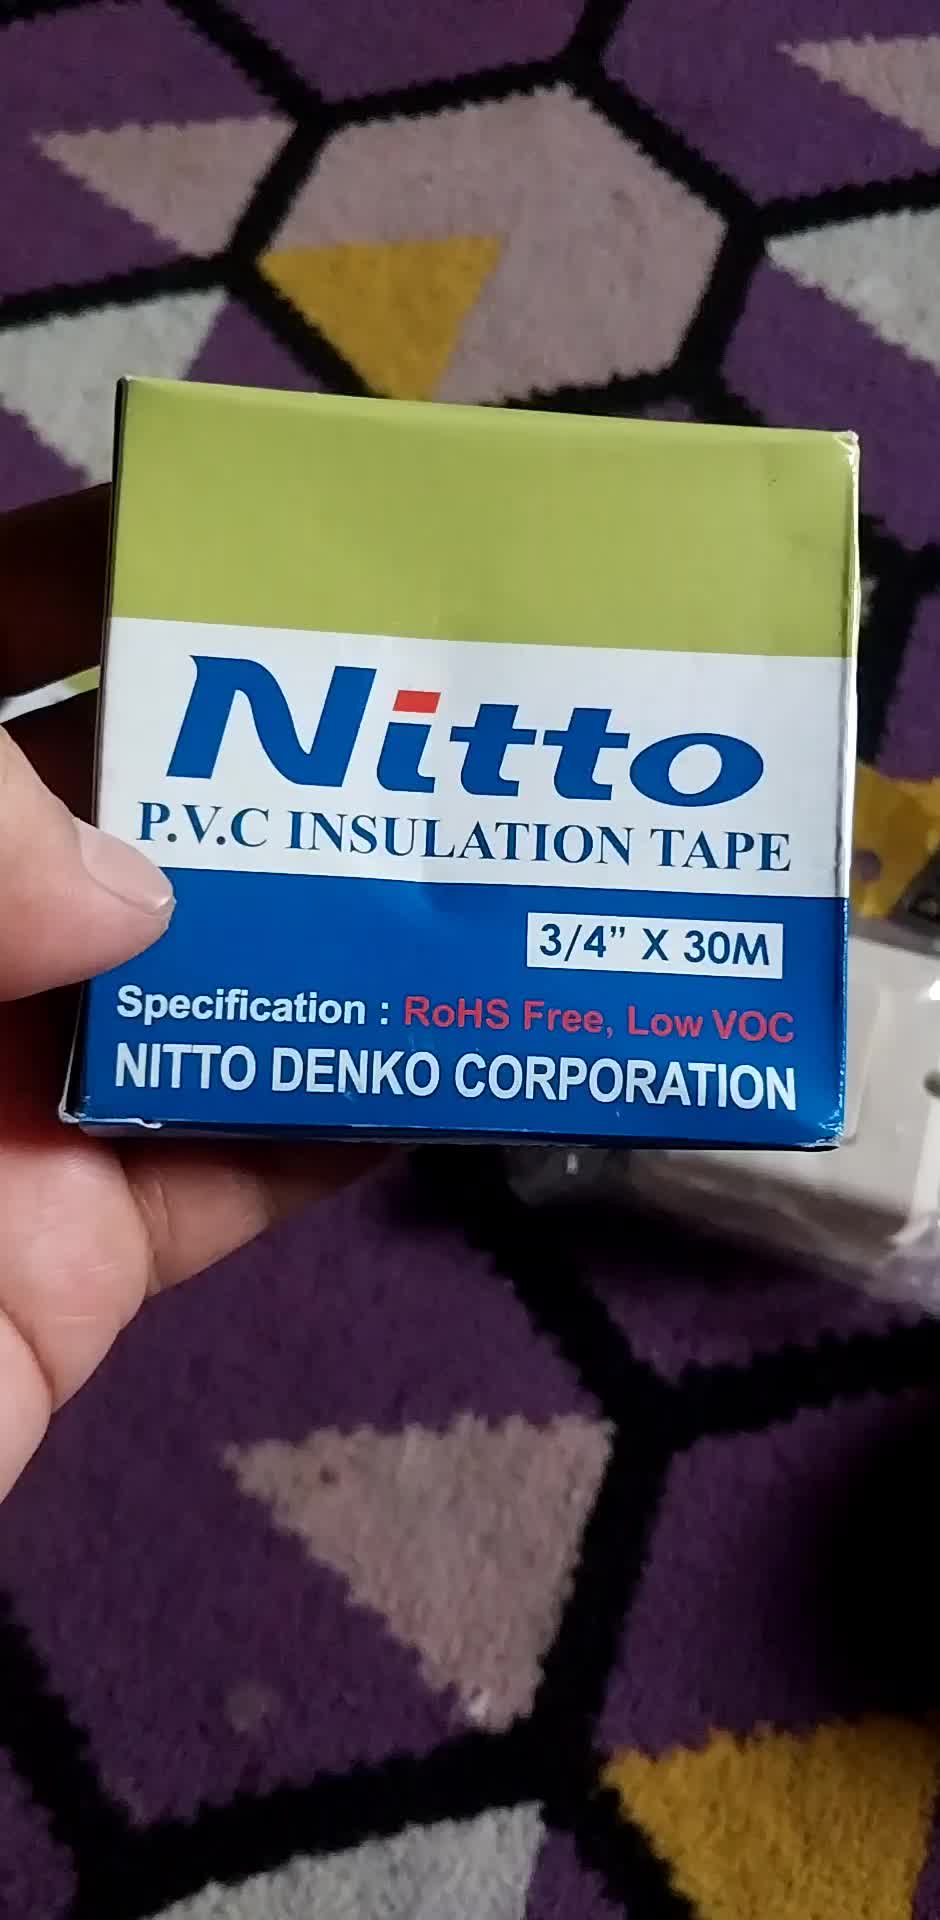 Nitto
P.V.C INSULATION TAPE
3/4” X 30M
Specification : RoHS Free, Low VOC
NITTO DENKO CORPORATION